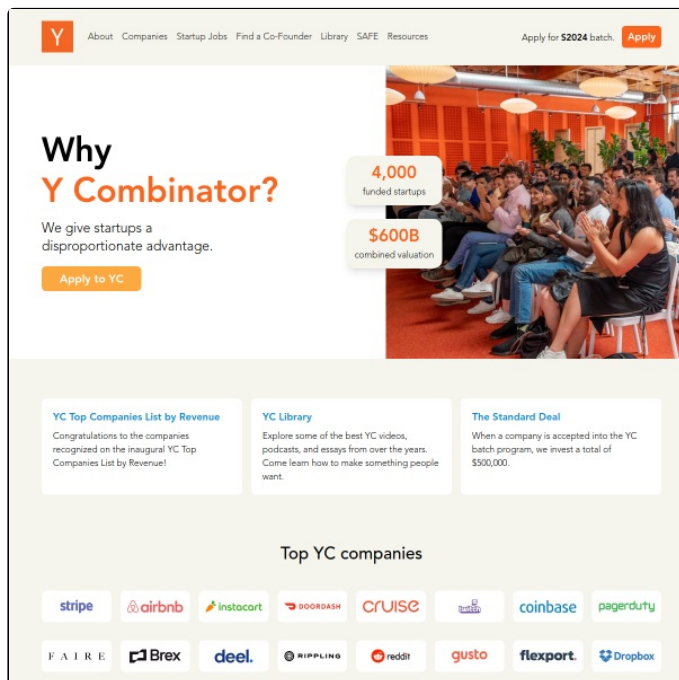 Y
About Companies Startup Jobs Find a Co-Founder Library SAFE Resources
Apply for S2024 batch. Apply
Why
Y Combinator?
We give startups a
disproportionate advantage.
Apply to YC
4,000
funded startups
$600B
combined valuation
YC Top Companies List by Revenue
Congratulations to the companies
recognized on the inaugural YC Top
Companies List by Revenue!
YC Library
Explore some of the best YC videos,
podcasts, and essays from over the years.
Come learn how to make something people
want.
The Standard Deal
When a company is accepted into the YC
batch program, we invest a total of
$500,000.
Top YC companies
stripe airbnb instacart DOORDASH CRUISE twitch coinbase pagerduty
FAIRE Brex deel. RIPPLING reddit gusto flexport. Dropbox